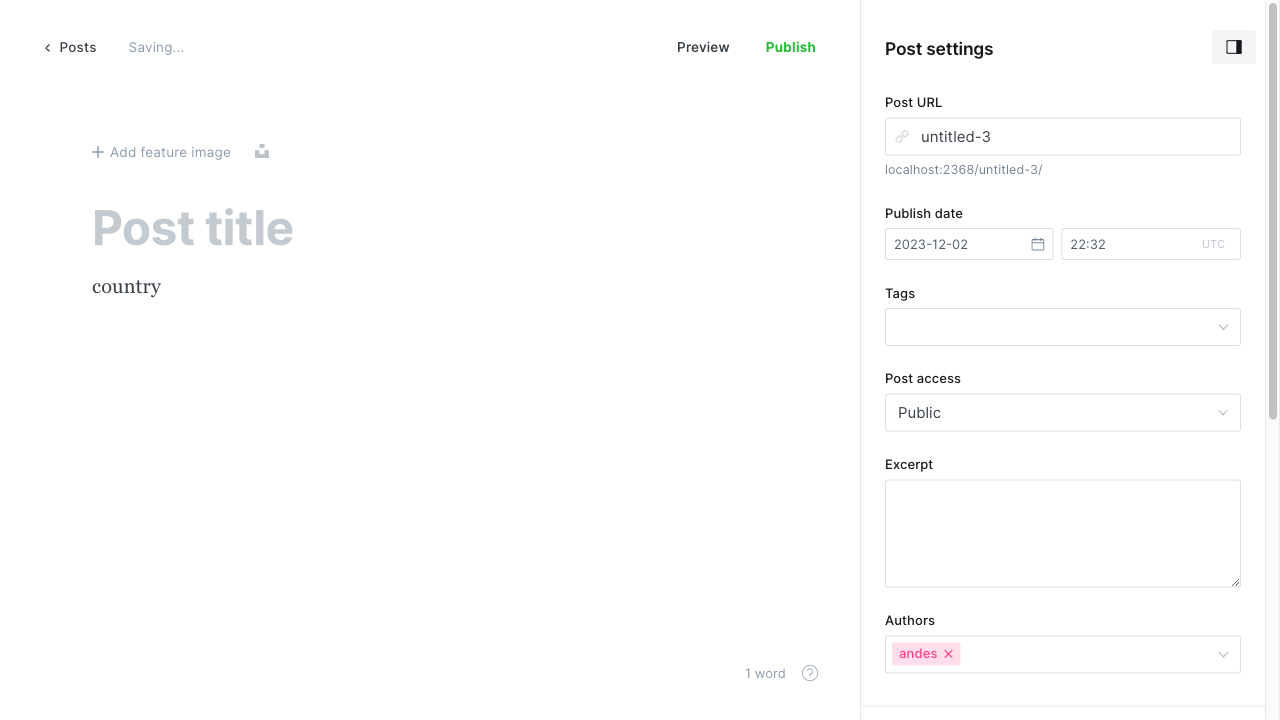 Posts
Saving...
Preview
Publish
Add feature image
Post title
country
1 word
Post settings
Post URL
untitled-3
localhost:2368/untitled-3/
Publish date
2023-12-02
22:32
UTC
Tags
Post access
Public
Excerpt
Authors
andes